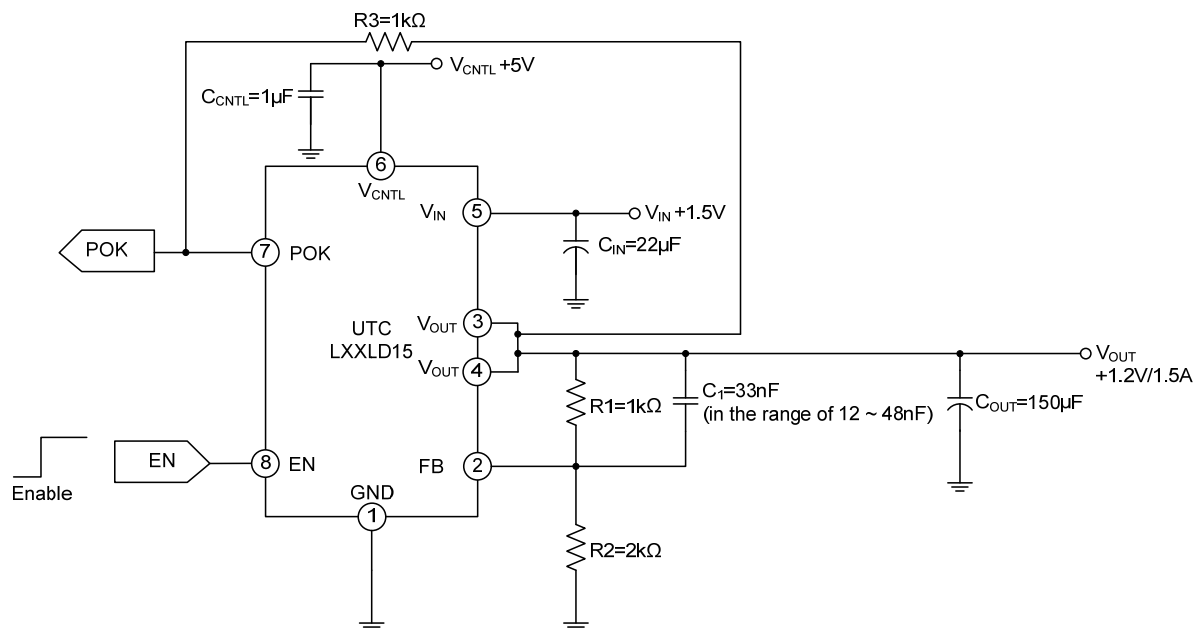 R3=1kΩ
VCNTL +5V
CCNTL=1µF
6
VCNTL
VIN
5
VIN +1.5V
CIN=22µF
POK
7
POK
UTC
LXXLD15
VOUT
3
VOUT
4
VOUT
+1.2V/1.5A
R1=1kΩ
C1=33nF
(in the range of 12 ~ 48nF)
COUT=150µF
Enable
EN
8
EN
FB
2
GND
1
R2=2kΩ